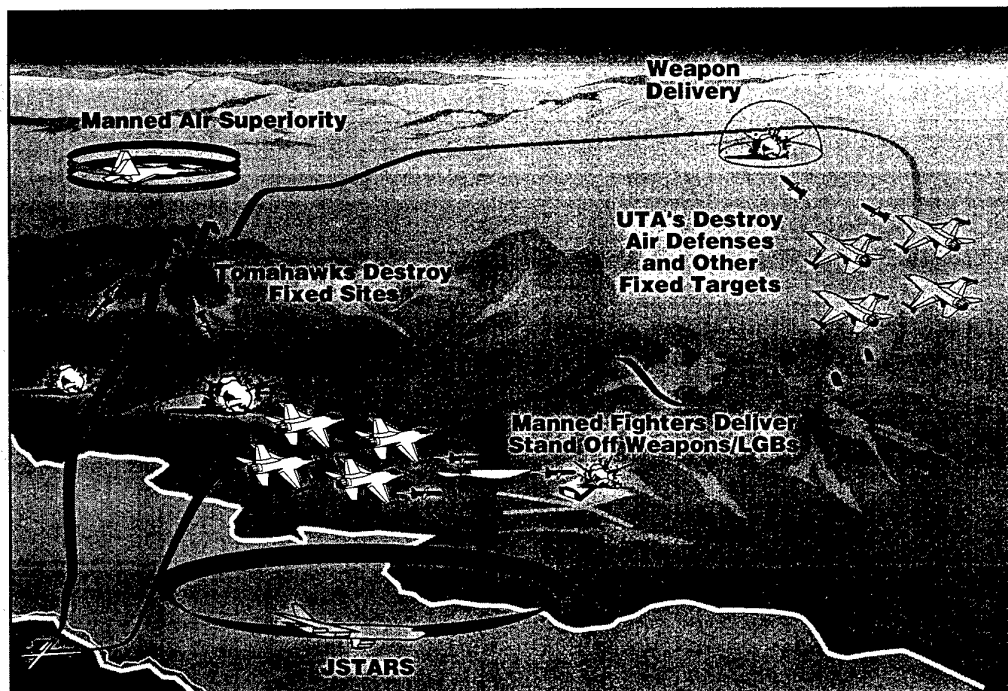 Weapon
Delivery
Manned Air Superiority
UTA's Destroy
Air Defenses
and Other
Fixed Targets
Tomahawks Destroy
Fixed Sites
Manned Fighters Deliver
Stand Off Weapons/LGBs
JSTARS